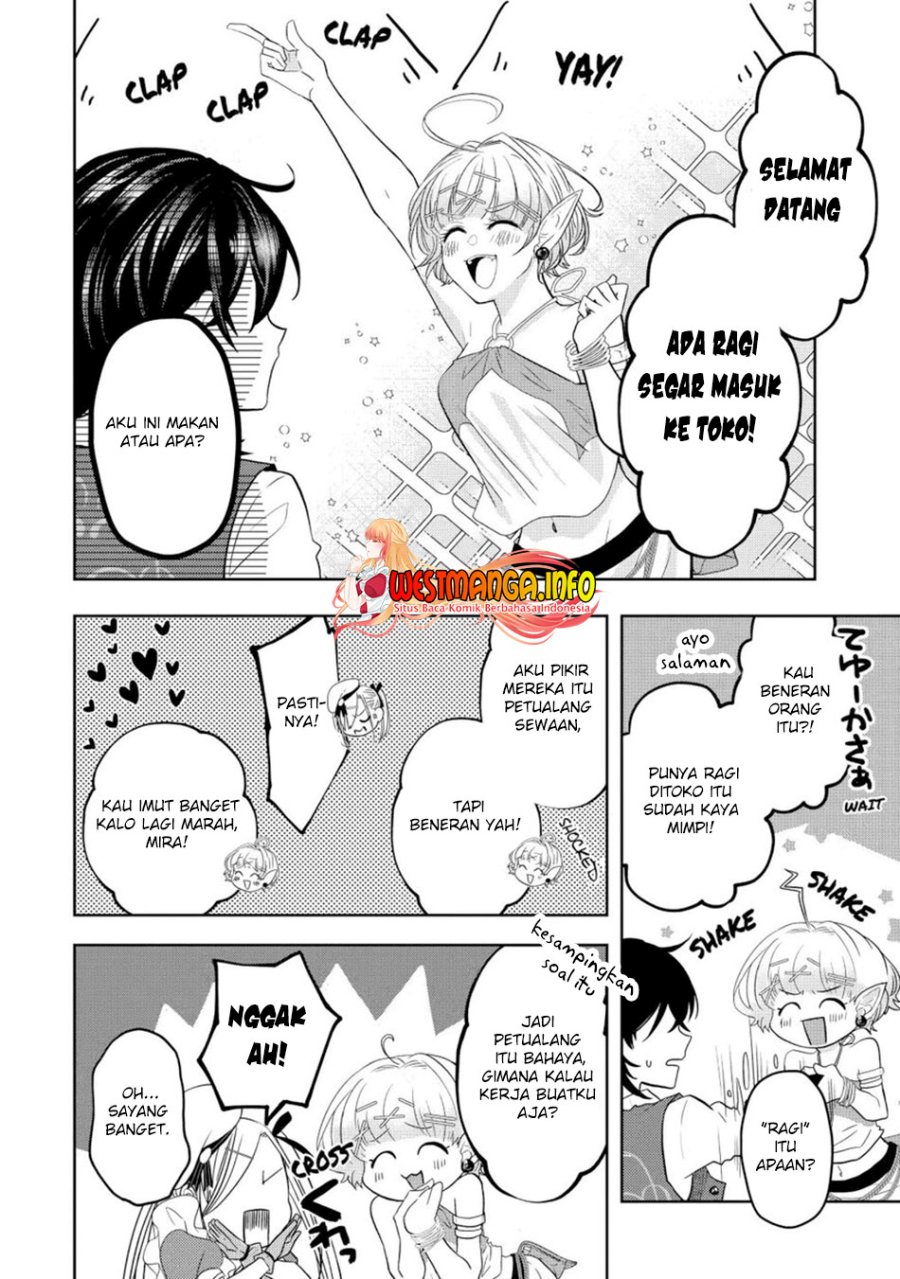 CLAP
CLAP
CLAP
YAY!
SELAMAT
DATANG
ADA RAGI
SEGAR MASUK
KE TOKO!
AKU INI MAKAN
ATAU APA?
WESTMANGA.INFO
Situs Baca Komik Berbahasa Indonesia
てゅーかさぁ
WAIT
KAU
BENERAN
ORANG
ITU?!
ayo
salaman
PUNYA RAGI
DITOKO ITU
SUDAH KAYA
MIMPI!
SHAKE
SHAKE
"RAGI"
ITU
APAAN?
AKU PIKIR
MEREKA ITU
PETUALANG
SEWAAN,
TAPI
BENERAN YAH!
SHOCKED
PASTI-
NYA!
KAU IMUT BANGET
KALO LAGI MARAH,
MIRA!
kesampingkan
soal itu
JADI
PETUALANG
ITU BAHAYA,
GIMANA KALAU
KERJA BUATKU
AJA?
NGGAK
AH!
CROSS
くわっ
OH...
SAYANG
BANGET.